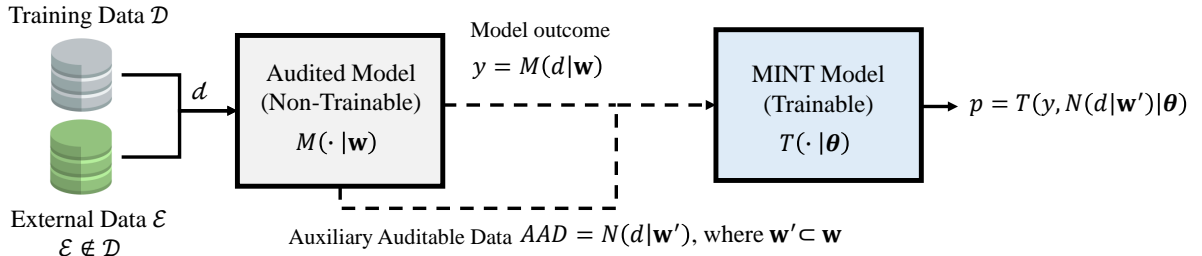 Training Data 𝒟
External Data ℰ
ℰ ∉ 𝒟
d
Audited Model
(Non-Trainable)
M(· |𝐰)
Model outcome
y = M(d|𝐰)
Auxiliary Auditable Data AAD = N(d|𝐰′), where 𝐰′⊂ 𝐰
MINT Model
(Trainable)
T(· |𝜽)
p = T(y, N(d|𝐰′)|𝜽)